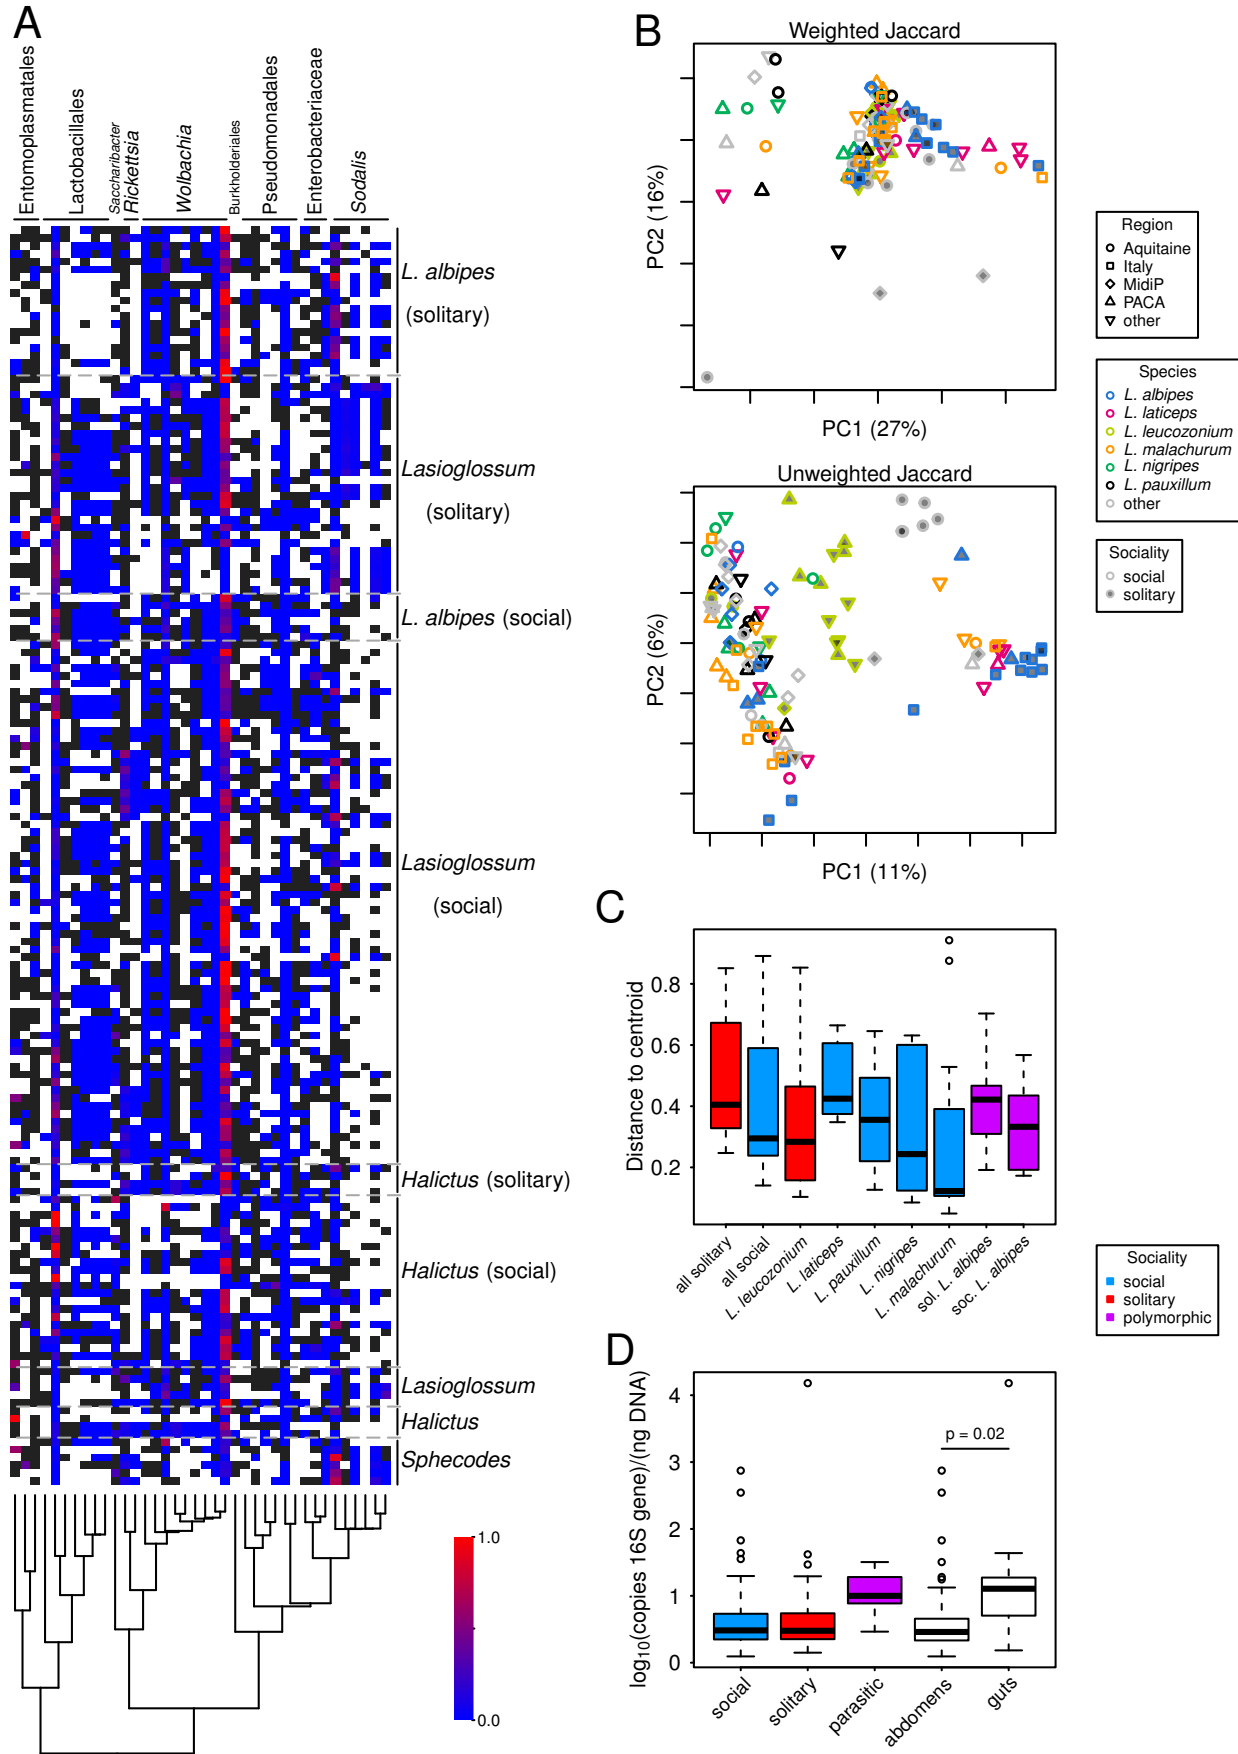 A
Entomoplasmatales
Lactobacillales
Saccharibacter
Rickettsia
Wolbachia
Burkholderiales
Pseudomonadales
Enterobacteriaceae
Sodalis
L. albipes
(solitary)
Lasioglossum
(solitary)
L. albipes (social)
Lasioglossum
(social)
Halictus (solitary)
Halictus (social)
Lasioglossum
Halictus
Sphecodes
1.0
0.0
B
Weighted Jaccard
PC2 (16%)
PC1 (27%)
Unweighted Jaccard
PC2 (6%)
PC1 (11%)
Region
Aquitaine
Italy
MidiP
PACA
other
Species
L. albipes
L. laticeps
L. leucozonium
L. malachurum
L. nigripes
L. pauxillum
other
Sociality
social
solitary
C
Distance to centroid
0.8
0.6
0.4
0.2
all solitary
all social
L. leucozonium
L. laticeps
L. pauxillum
L. nigripes
L. malachurum
sol. L. albipes
soc. L. albipes
Sociality
social
solitary
polymorphic
D
log10(copies 16S gene)/(ng DNA)
4
3
2
1
0
p = 0.02
social
solitary
parasitic
abdomens
guts